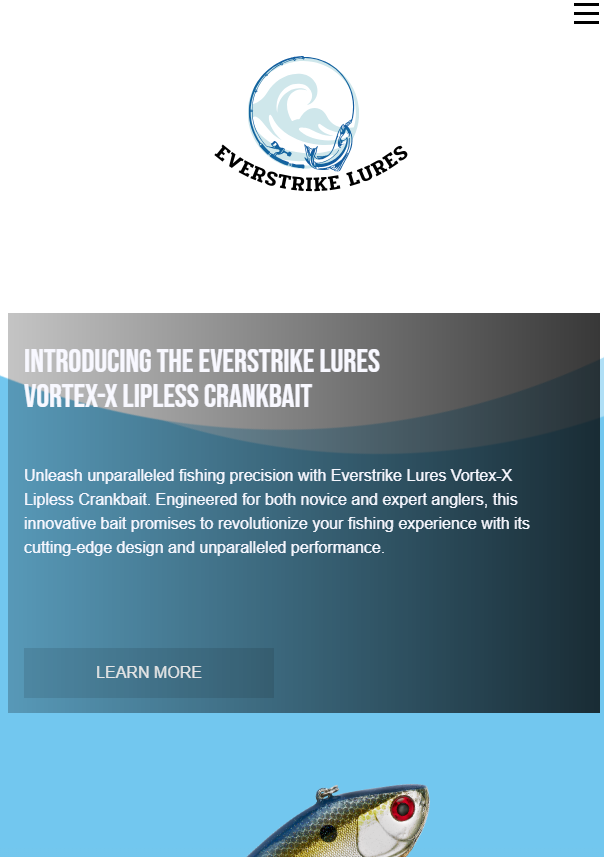 EVERSTRIKE LURES
INTRODUCING THE EVERSTRIKE LURES
VORTEX-X LIPLESS CRANKBAIT
Unleash unparalleled fishing precision with Everstrike Lures Vortex-X
Lipless Crankbait. Engineered for both novice and expert anglers, this
innovative bait promises to revolutionize your fishing experience with its
cutting-edge design and unparalleled performance.
LEARN MORE